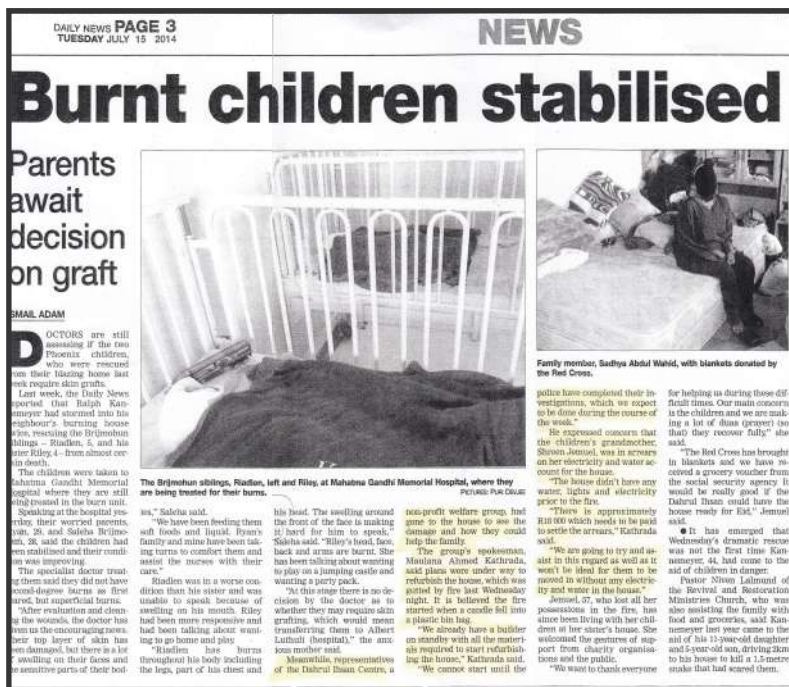 DAILY NEWS PAGE 3
TUESDAY JULY 15 2014
NEWS
Burnt children stabilised
Parents
await
decision
on graft
SMAIL ADAM
DOCTORS are still
assessing if the two
Phoenix children,
who were rescued
rom their blazing home last
eek require skin grafts.
Last week, the Daily News
eported that Ralph Kan-
nemeyer had stormed into his
eighbour's burning house
wice, rescuing the Brijmohun
iblings – Riadlen, 5, and his
ister Riley, 4 – from almost cer-
ain death.
The children were taken to
Mahatma Gandhi Memorial
ospital where they are still
eing treated in the burn unit.
Speaking at the hospital yes-
rday, their worried parents,
yan, 29, and Saleha Brijmo-
un, 28, said the children had
een stabilised and their condi-
on was improving.
The specialist doctor treat-
ng them said they did not have
econd-degree burns as first
ared, but superficial burns.
"After evaluation and clean-
g the wounds, the doctor has
ven us the encouraging news.
heir top layer of skin has
een damaged, but there is a lot
swelling on their faces and
e sensitive parts of their bod-
The Brijmohun siblings, Riadlen, left and Riley, at Mahatma Gandhi Memorial Hospital, where they
are being treated for their burns.
PICTURES: PURI DEVJEE
ies," Saleha said.
"We have been feeding them
soft foods and liquid. Ryan's
family and mine have been tak-
ing turns to comfort them and
assist the nurses with their
care."
Riadlen was in a worse con-
dition than his sister and was
unable to speak because of
swelling on his mouth. Riley
had been more responsive and
had been talking about want-
ing to go home and play.
"Riadlen has burns
throughout his body including
the legs, part of his chest and
his head. The swelling around
the front of the face is making
it hard for him to speak,"
Saleha said. "Riley's head, face,
back and arms are burnt. She
has been talking about wanting
to play on a jumping castle and
wanting a party pack.
"At this stage there is no de-
cision by the doctor as to
whether they may require skin
grafting, which would mean
transferring them to Albert
Luthuli (hospital)," the anx-
ious mother said.
Meanwhile, representatives
of the Dahrul Ihsan Centre, a
non-profit welfare group, had
gone to the house to see the
damage and how they could
help the family.
The group's spokesman,
Maulana Ahmed Kathrada,
said plans were under way to
refurbish the house, which was
gutted by fire last Wednesday
night. It is believed the fire
started when a candle fell into
a plastic bin bag.
"We already have a builder
on standby with all the materi-
als required to start refurbish-
ing the house," Kathrada said.
"We cannot start until the
Family member, Sadhya Abdul Wahid, with blankets donated by
the Red Cross.
police have completed their in-
vestigations, which we expect
to be done during the course of
the week."
He expressed concern that
the children's grandmother,
Shreen Jemuel, was in arrears
on her electricity and water ac-
count for the house.
"The house didn't have any
water, lights and electricity
prior to the fire.
"There is approximately
R18 000 which needs to be paid
to settle the arrears," Kathrada
said.
"We are going to try and as-
sist in this regard as well as it
won't be ideal for them to be
moved in without any electric-
ity and water in the house."
Jemuel, 57, who lost all her
possessions in the fire, has
since been living with her chil-
dren at her sister's house. She
welcomed the gestures of sup-
port from charity organisa-
tions and the public.
"We want to thank everyone
for helping us during these dif-
ficult times. Our main concern
is the children and we are mak-
ing a lot of duas (prayer) (so
that) they recover fully," she
said.
"The Red Cross has brought
in blankets and we have re-
ceived a grocery voucher from
the social security agency. It
would be really good if the
Dahrul Ihsan could have the
house ready for Eid," Jemuel
said.
● It has emerged that
Wednesday's dramatic rescue
was not the first time Kan-
nemeyer, 44, had come to the
aid of children in danger.
Pastor Niven Lalmund of
the Revival and Restoration
Ministries Church, who was
also assisting the family with
food and groceries, said Kan-
nemeyer last year came to the
aid of his 11-year-old daughter
and 5-year-old son, driving 2km
to his house to kill a 1.5-metre
snake that had scared them.